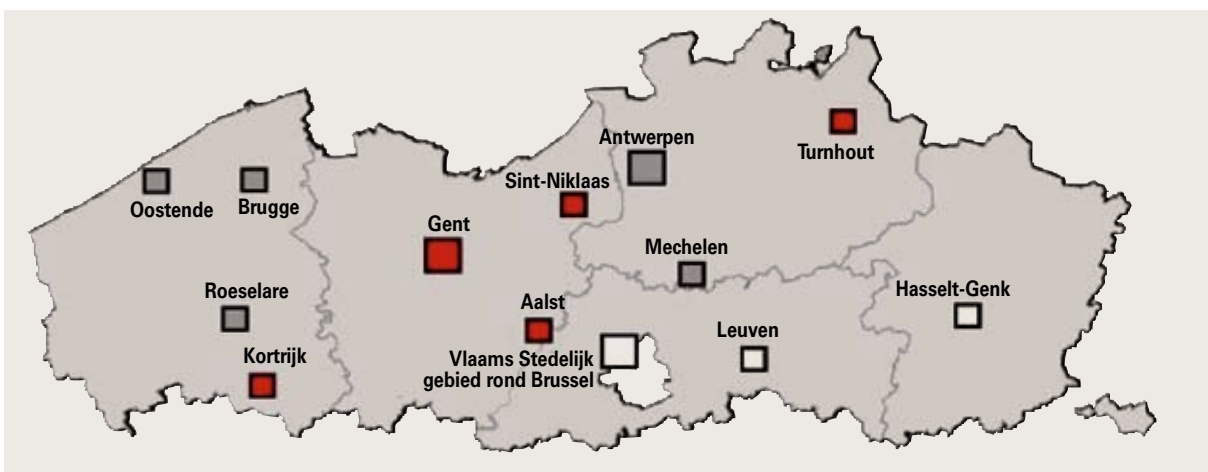 Antwerpen
Turnhout
Sint-Niklaas
Oostende
Brugge
Gent
Mechelen
Roeselare
Hasselt-Genk
Aalst
Leuven
Kortrijk
Vlaams Stedelijk
gebied rond Brussel